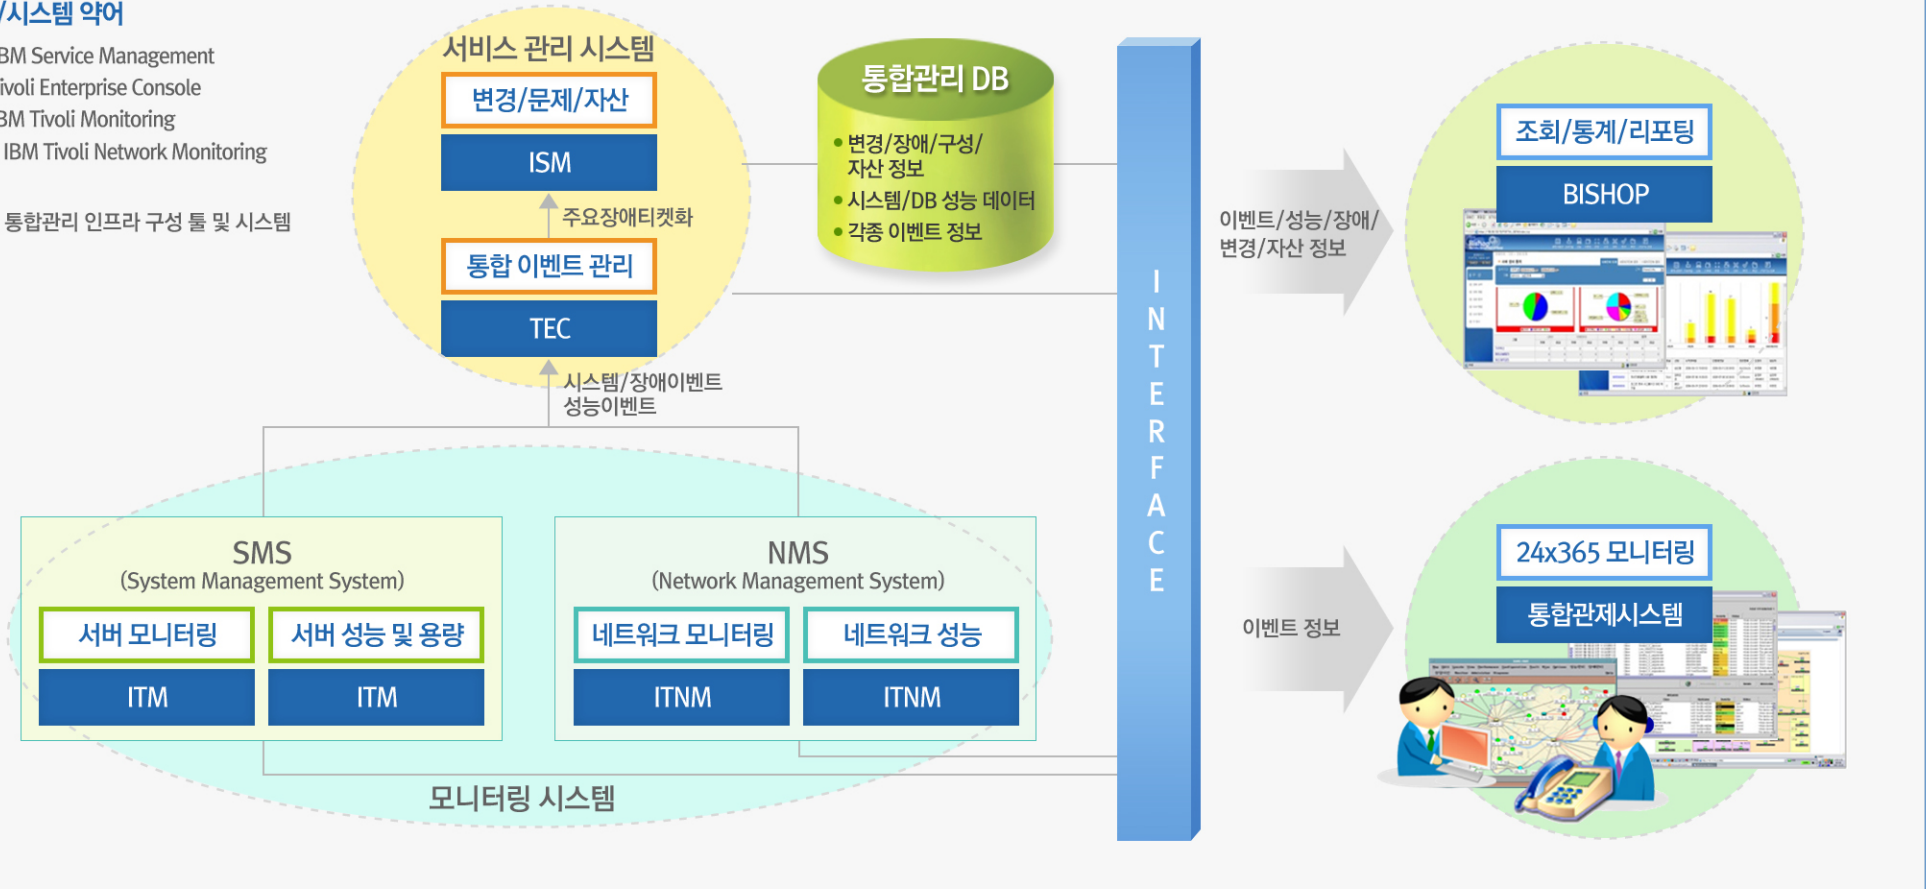 /시스템 약어
BM Service Management
ivoli Enterprise Console
BM Tivoli Monitoring
IBM Tivoli Network Monitoring
통합관리 인프라 구성 툴 및 시스템
서비스 관리 시스템
변경/문제/자산
ISM
주요장애티켓화
통합 이벤트 관리
TEC
시스템/장애이벤트
성능이벤트
통합관리 DB
• 변경/장애/구성/
자산 정보
• 시스템/DB 성능 데이터
• 각종 이벤트 정보
INTERFACE
이벤트/성능/장애/
변경/자산 정보
조회/통계/리포팅
BISHOP
SMS
(System Management System)
서버 모니터링
서버 성능 및 용량
ITM
ITM
NMS
(Network Management System)
네트워크 모니터링
네트워크 성능
ITNM
ITNM
모니터링 시스템
이벤트 정보
24x365 모니터링
통합관제시스템